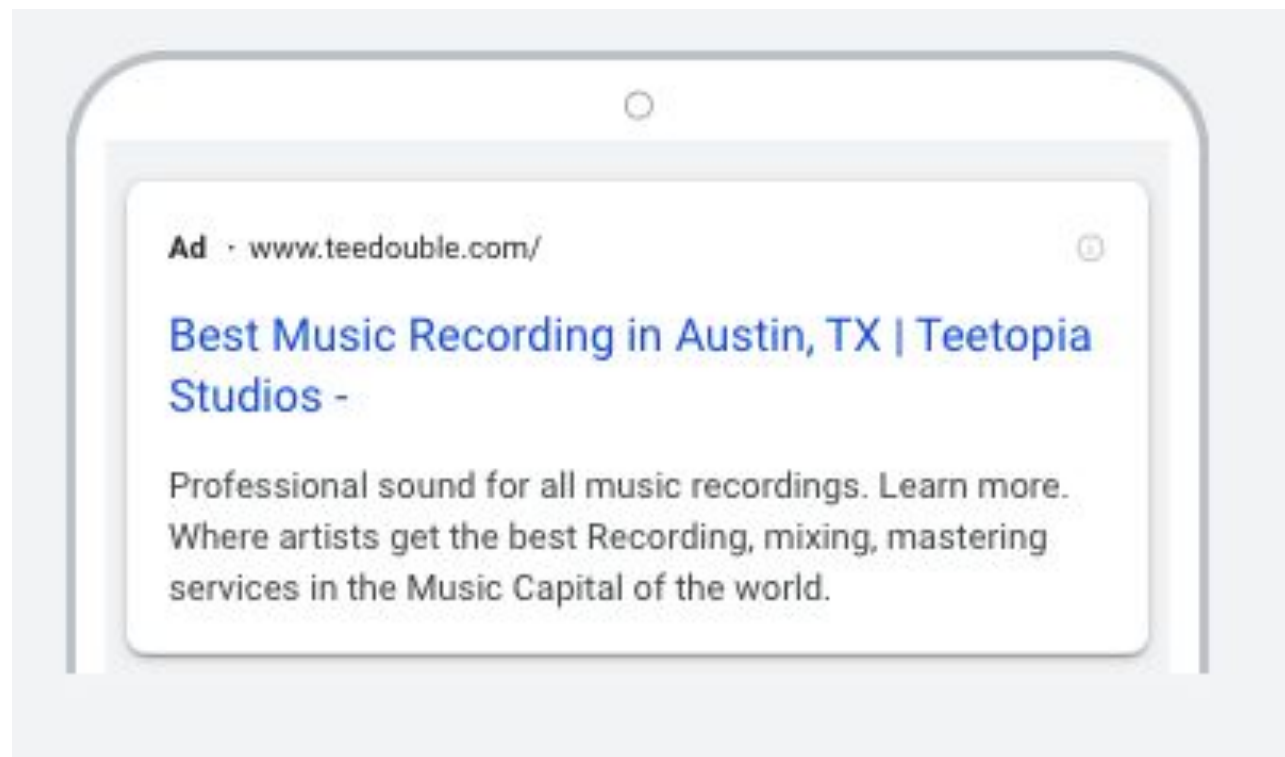 Ad · www.teedouble.com/
Best Music Recording in Austin, TX | Teetopia
Studios -
Professional sound for all music recordings. Learn more.
Where artists get the best Recording, mixing, mastering
services in the Music Capital of the world.